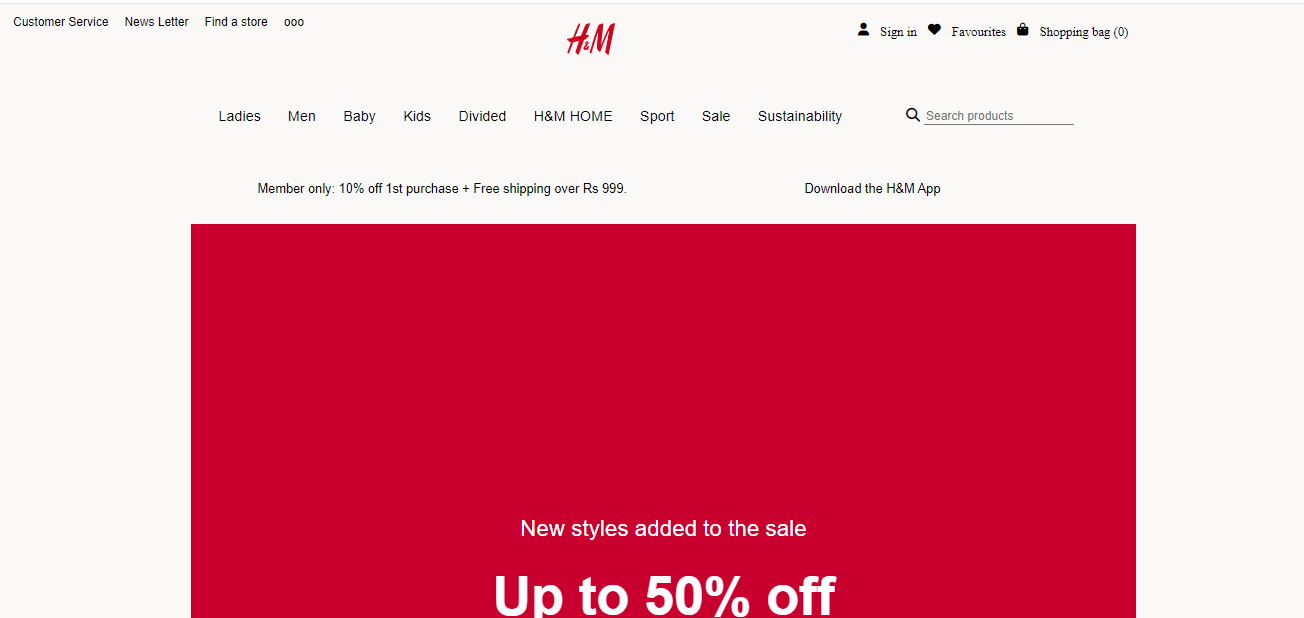 Customer Service News Letter Find a store ooo
H&M
Sign in Favourites Shopping bag (0)
Ladies Men Baby Kids Divided H&M HOME Sport Sale Sustainability Search products
Member only: 10% off 1st purchase + Free shipping over Rs 999. Download the H&M App
New styles added to the sale
Up to 50% off